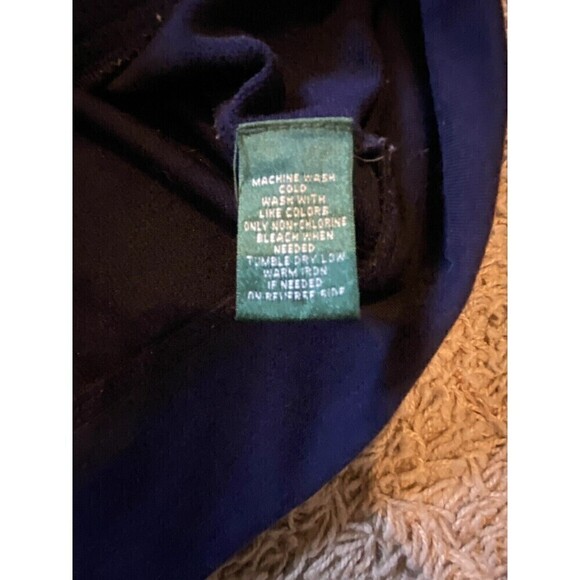 MACHINE WASH
COLD
WASH WITH
LIKE COLORS
ONLY NON-CHLORINE
BLEACH WHEN
NEEDED
TUMBLE DRY LOW
WARM IRON
IF NEEDED
ON REVERSE SIDE